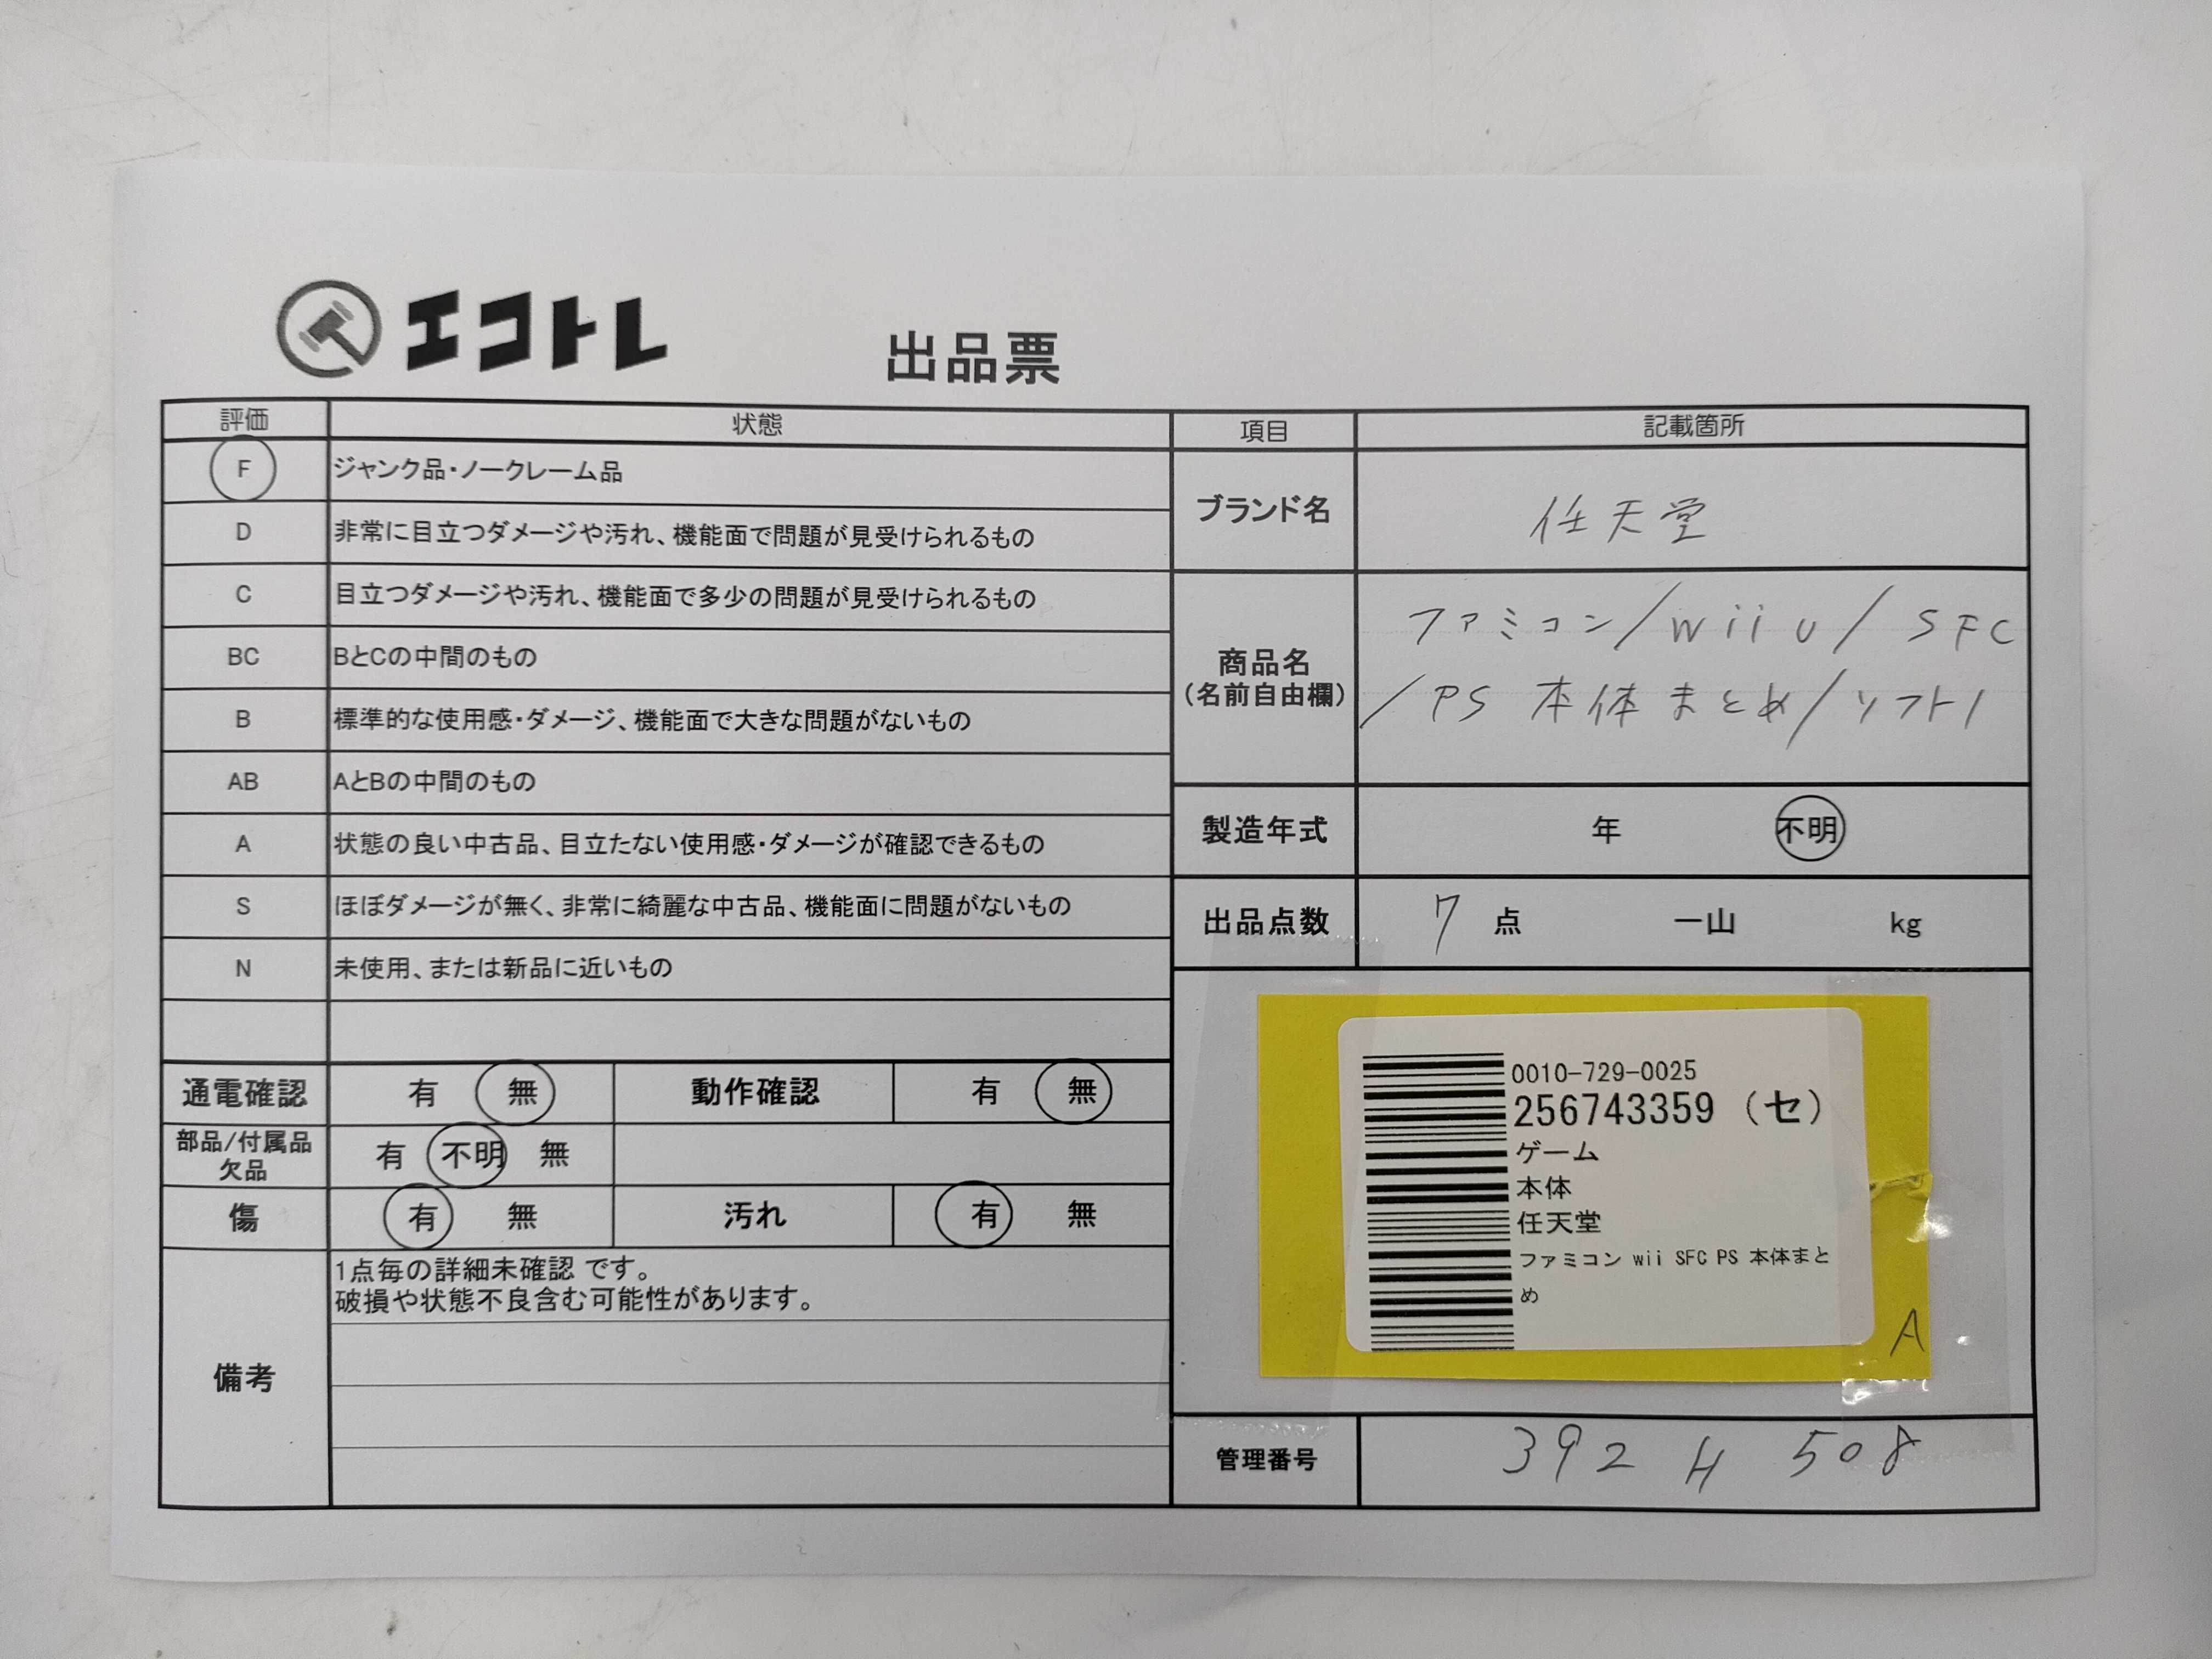 エコトレ
出品票
評価 状態
F ジャンク品・ノークレーム品
D 非常に目立つダメージや汚れ、機能面で問題が見受けられるもの
C 目立つダメージや汚れ、機能面で多少の問題が見受けられるもの
BC BとCの中間のもの
B 標準的な使用感・ダメージ、機能面で大きな問題がないもの
AB AとBの中間のもの
A 状態の良い中古品、目立たない使用感・ダメージが確認できるもの
S ほぼダメージが無く、非常に綺麗な中古品、機能面に問題がないもの
N 未使用、または新品に近いもの
通電確認 有 無 動作確認 有 無
部品/付属品
欠品
有 不明 無
傷 有 無 汚れ 有 無
備考
1点毎の詳細未確認 です。
破損や状態不良含む可能性があります。
項目 記載箇所
ブランド名 任天堂
商品名
(名前自由欄)
ファミコン/wii u/SFC
/PS 本体まとめ/ソフト1
製造年式 年 不明
出品点数 7 点 一山 kg
0010-729-0025
256743359 (セ)
ゲーム
本体
任天堂
ファミコン wii SFC PS 本体まと
め
A
管理番号 392 H 508